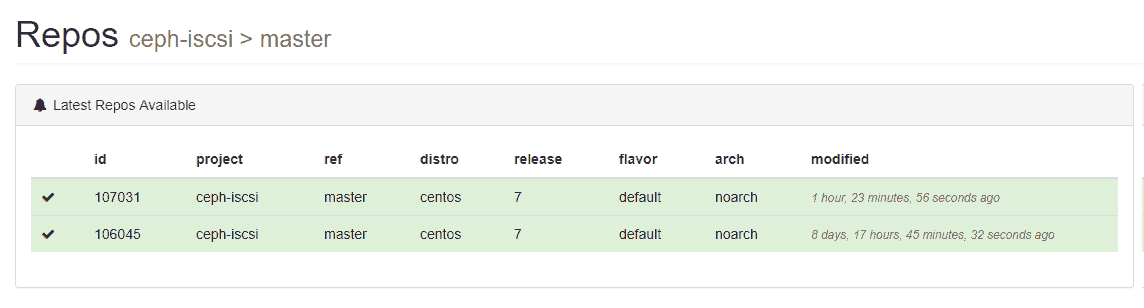 Repos ceph-iscsi > master
Latest Repos Available
id project ref distro release flavor arch modified
107031 ceph-iscsi master centos 7 default noarch 1 hour, 23 minutes, 56 seconds ago
106045 ceph-iscsi master centos 7 default noarch 8 days, 17 hours, 45 minutes, 32 seconds ago